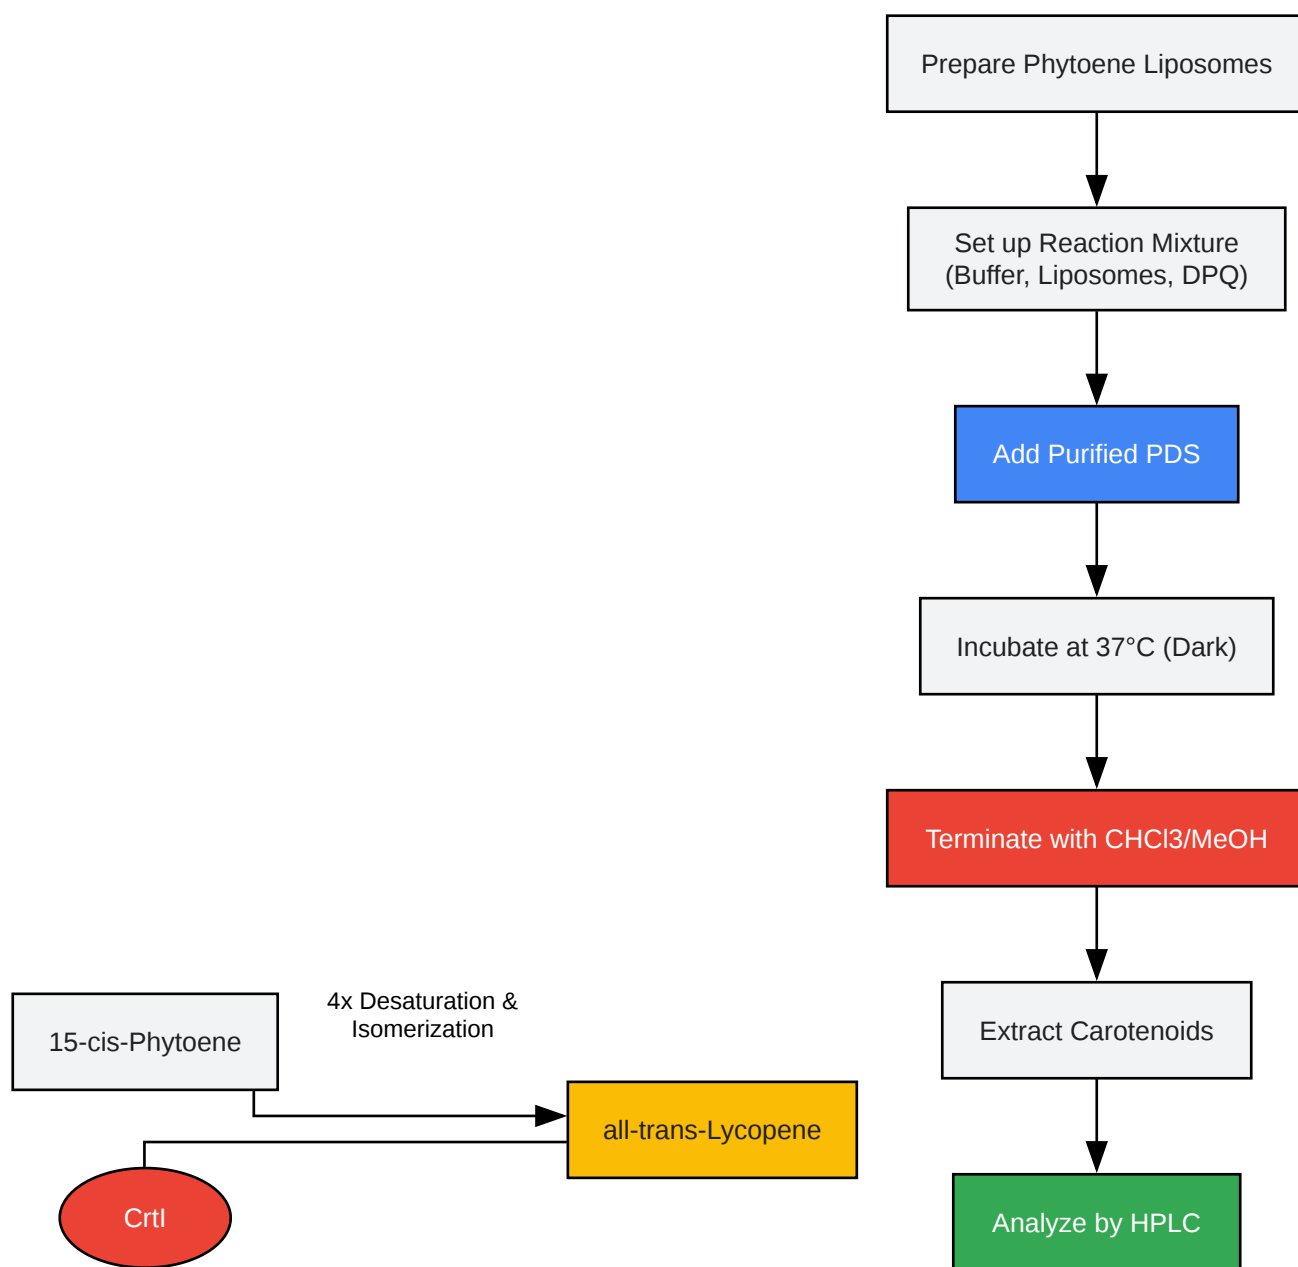 Prepare Phytoene Liposomes
Set up Reaction Mixture
(Buffer, Liposomes, DPQ)
Add Purified PDS
Incubate at 37°C (Dark)
Terminate with CHCl3/MeOH
Extract Carotenoids
Analyze by HPLC
15-cis-Phytoene
4x Desaturation &
Isomerization
all-trans-Lycopene
CrtI